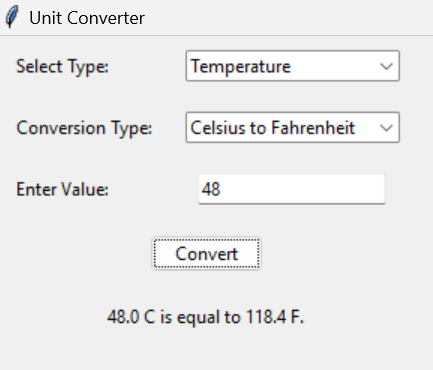 Unit Converter
Select Type: Temperature
Conversion Type: Celsius to Fahrenheit
Enter Value: 48
Convert
48.0 C is equal to 118.4 F.